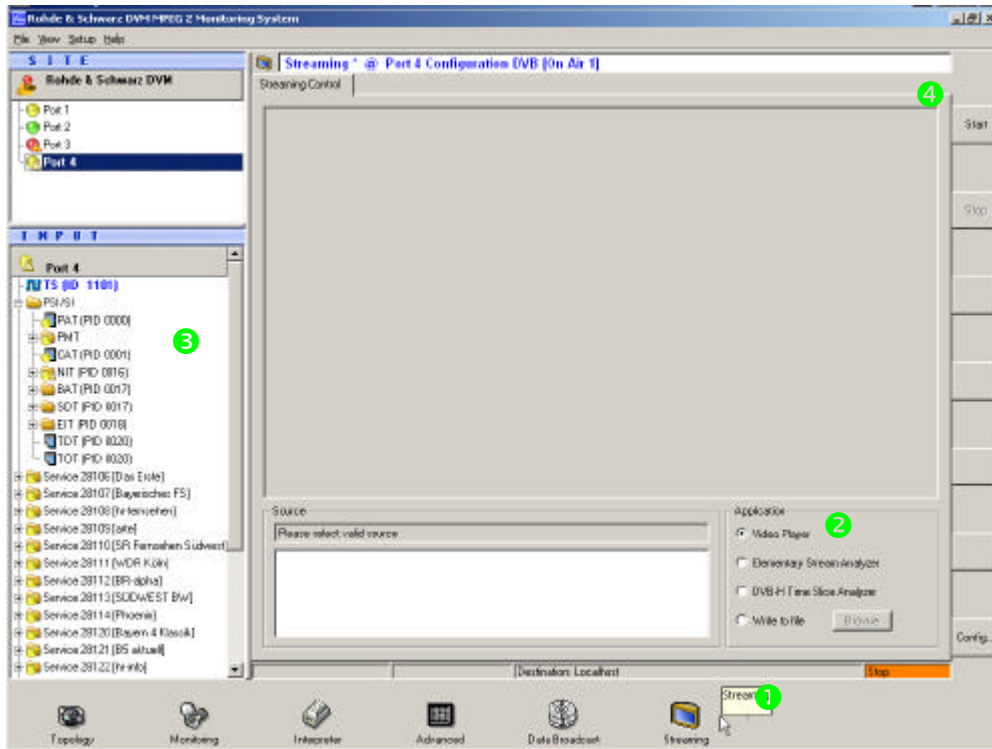 Rohde & Schwarz DVM MPEG 2 Monitoring System
File View Setup Help
SITE
Rohde & Schwarz DVM
Port 1
Port 2
Port 3
Port 4
INPUT
Port 4
TS (ID 1101)
PSI/SI
PAT (PID 0000)
PMT
CAT (PID 0001)
NIT (PID 0016)
BAT (PID 0017)
SDT (PID 0017)
EIT (PID 0018)
TDT (PID 0020)
TOT (PID 0020)
Service 28106 [Das Erste]
Service 28107 [Bayerisches FS]
Service 28108 [hr-fernsehen]
Service 28109 [arte]
Service 28110 [SR Fernsehen Südwest]
Service 28111 [WDR Köln]
Service 28112 [BR-alpha]
Service 28113 [SÜDWEST BW]
Service 28114 [Phoenix]
Service 28120 [Bayern 4 Klassik]
Service 28121 [B5 aktuell]
Service 28122 [hr-info]
3
Streaming * @ Port 4 Configuration DVB (On Air 1)
Streaming Control
4
Start
Stop
Config...
Source
Please select valid source
Application
2
Video Player
Elementary Stream Analyzer
DVB-H Time Slice Analyzer
Write to file
Browse
Destination: Localhost
Stop
1
Topology
Monitoring
Interpreter
Advanced
Data Broadcast
Streaming